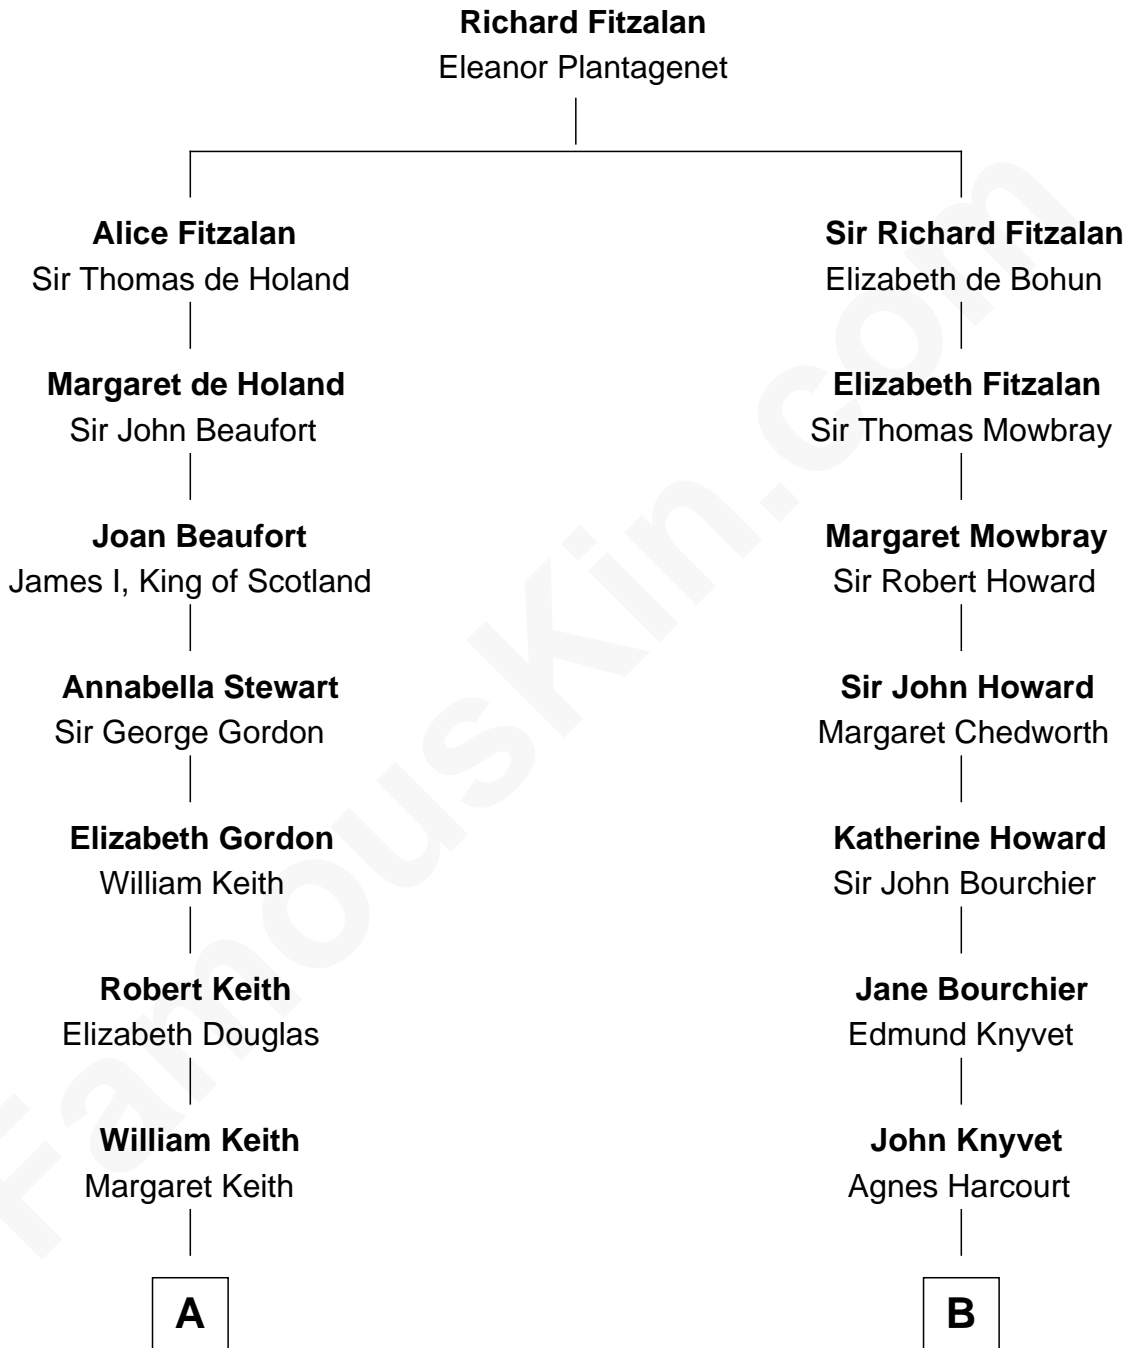 Richard Fitzalan
Eleanor Plantagenet
Alice Fitzalan
Sir Thomas de Holand
Margaret de Holand
Sir John Beaufort
Joan Beaufort
James I, King of Scotland
Annabella Stewart
Sir George Gordon
Elizabeth Gordon
William Keith
Robert Keith
Elizabeth Douglas
William Keith
Margaret Keith
A
Sir Richard Fitzalan
Elizabeth de Bohun
Elizabeth Fitzalan
Sir Thomas Mowbray
Margaret Mowbray
Sir Robert Howard
Sir John Howard
Margaret Chedworth
Katherine Howard
Sir John Bourchier
Jane Bourchier
Edmund Knyvet
John Knyvet
Agnes Harcourt
B
FamousKin.com